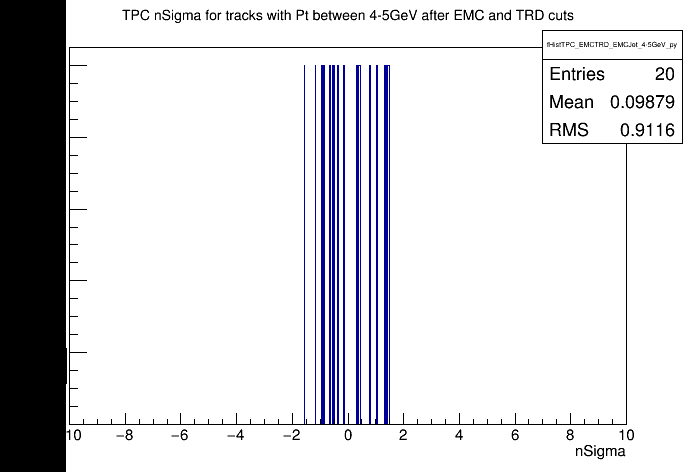 TPC nSigma for tracks with Pt between 4-5GeV after EMC and TRD cuts
fHistTPC_EMCTRD_EMCJet_4-5GeV_py
Entries 20
Mean 0.09879
RMS 0.9116
10 −8 −6 −4 −2 0 2 4 6 8 10
nSigma